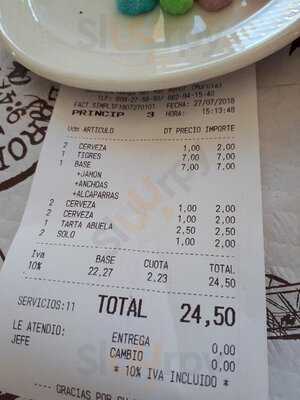 (Murcia)
FACT.SIMPLIF1807270101 FECHA: 27/07/2018
PRINCIP 3 HORA: 15:13:48
Uds ARTICULO DT PRECIO IMPORTE
2 CERVEZA 1,00 2,00
1 TIGRES 7,00 7,00
1 BASE 7,00 7,00
+JAMÓN
+ANCHOAS
+ALCAPARRAS
2 CERVEZA 1,00 2,00
2 CERVEZA 1,00 2,00
1 TARTA ABUELA 2,50 2,50
2 SOLO 1,00 2,00
Iva BASE CUOTA TOTAL
10% 22,27 2,23 24,50
SERVICIOS:11 TOTAL 24,50
LE ATENDIO: ENTREGA 0,00
JEFE CAMBIO 0,00
* 10% IVA INCLUIDO *
---- GRACIAS POR